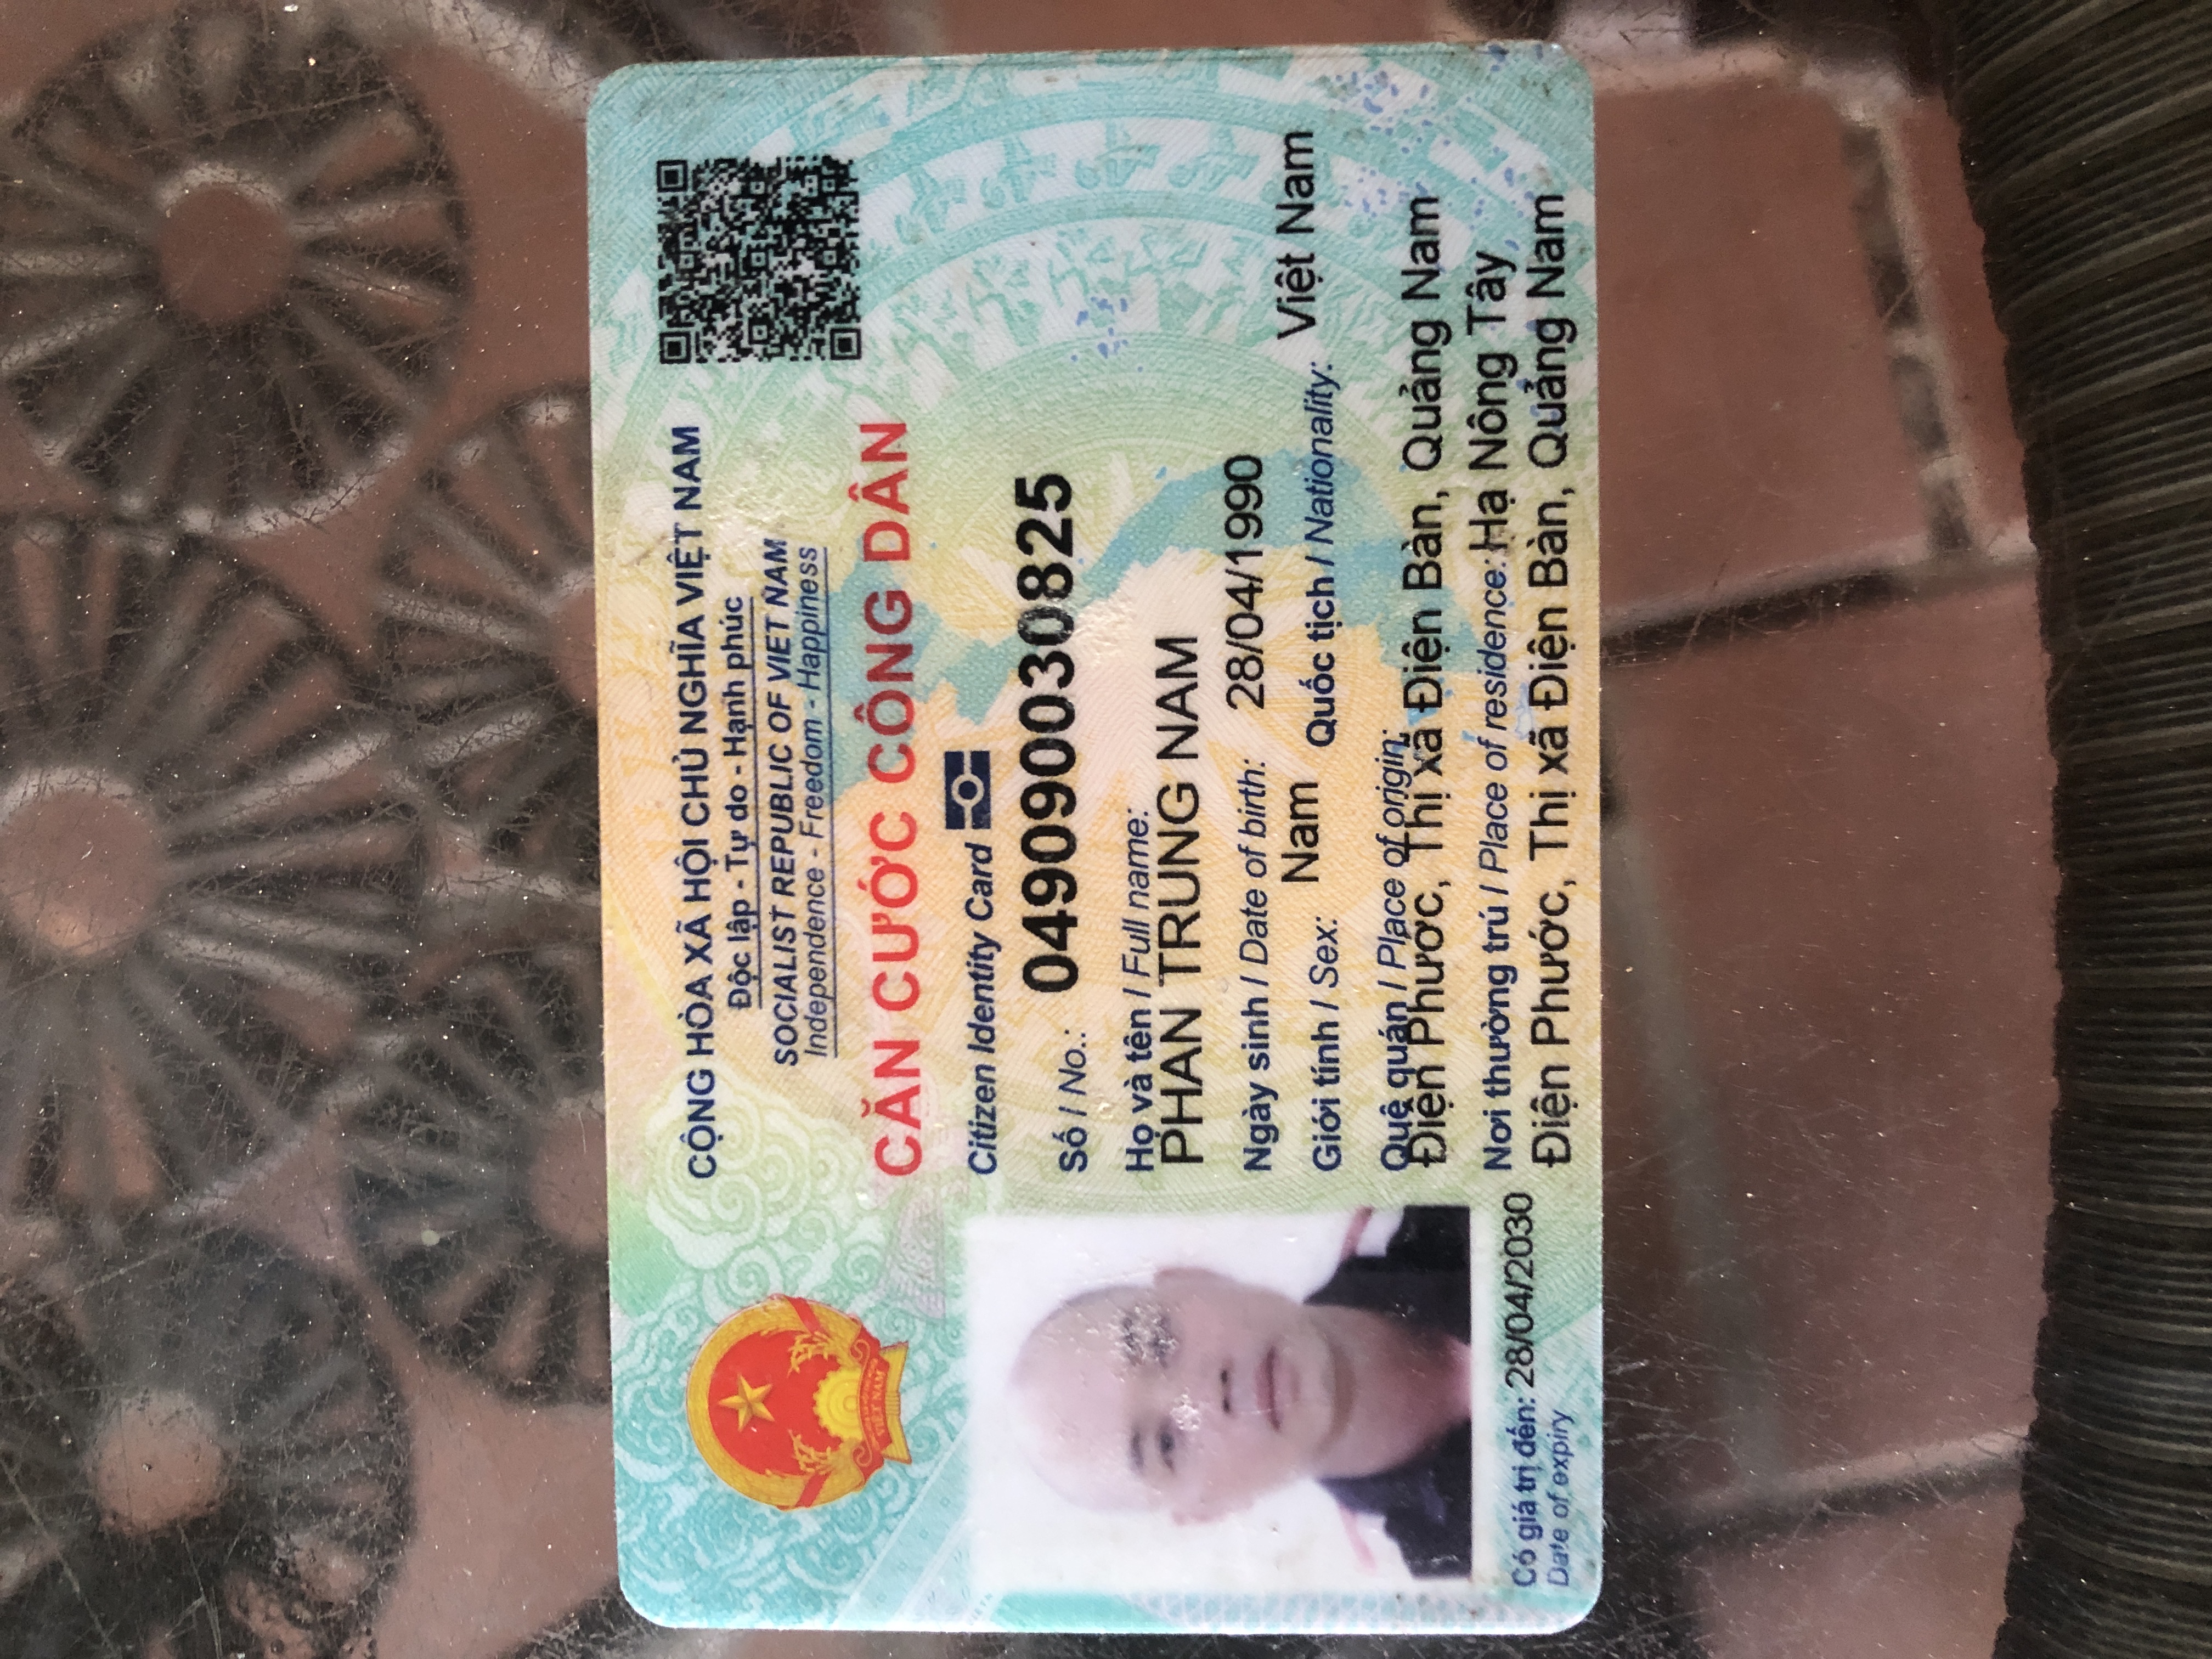 CỘNG HÒA XÃ HỘI CHỦ NGHĨA VIỆT NAM
Độc lập - Tự do - Hạnh phúc
SOCIALIST REPUBLIC OF VIET NAM
Independence - Freedom - Happiness
CĂN CƯỚC CÔNG DÂN
Citizen Identity Card
Số / No.: 049090030825
Họ và tên / Full name:
PHAN TRUNG NAM
Ngày sinh / Date of birth: 28/04/1990
Giới tính / Sex: Nam Quốc tịch / Nationality: Việt Nam
Quê quán / Place of origin:
Điện Phước, Thị xã Điện Bàn, Quảng Nam
Nơi thường trú / Place of residence: Hạ Nông Tây
Điện Phước, Thị xã Điện Bàn, Quảng Nam
Có giá trị đến: 28/04/2030
Date of expiry
VIỆT NAM